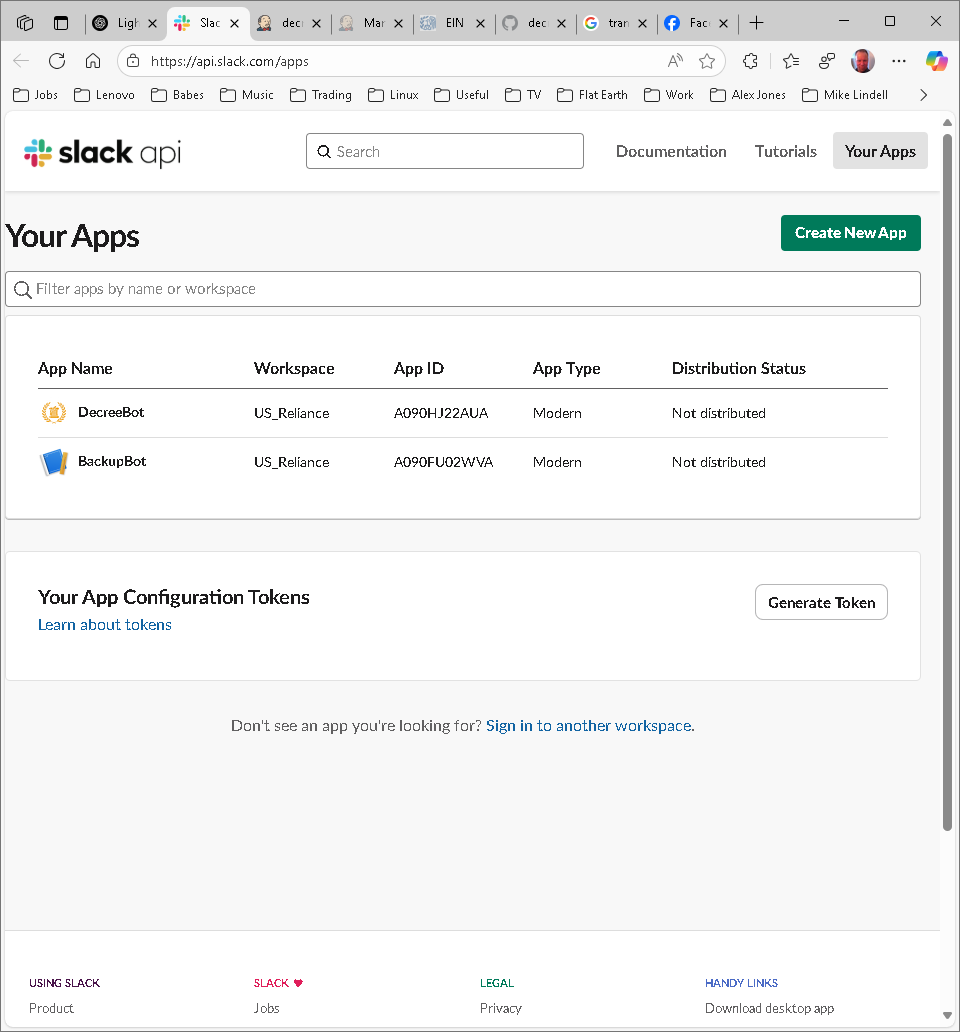 Ligh Slac decr Mar EIN dec tran Face
https://api.slack.com/apps
Jobs Lenovo Babes Music Trading Linux Useful TV Flat Earth Work Alex Jones Mike Lindell
slack api Search Documentation Tutorials Your Apps
Your Apps Create New App
Filter apps by name or workspace
App Name Workspace App ID App Type Distribution Status
DecreeBot US_Reliance A090HJ22AUA Modern Not distributed
BackupBot US_Reliance A090FU02WVA Modern Not distributed
Your App Configuration Tokens Generate Token
Learn about tokens
Don't see an app you're looking for? Sign in to another workspace.
USING SLACK SLACK LEGAL HANDY LINKS
Product Jobs Privacy Download desktop app